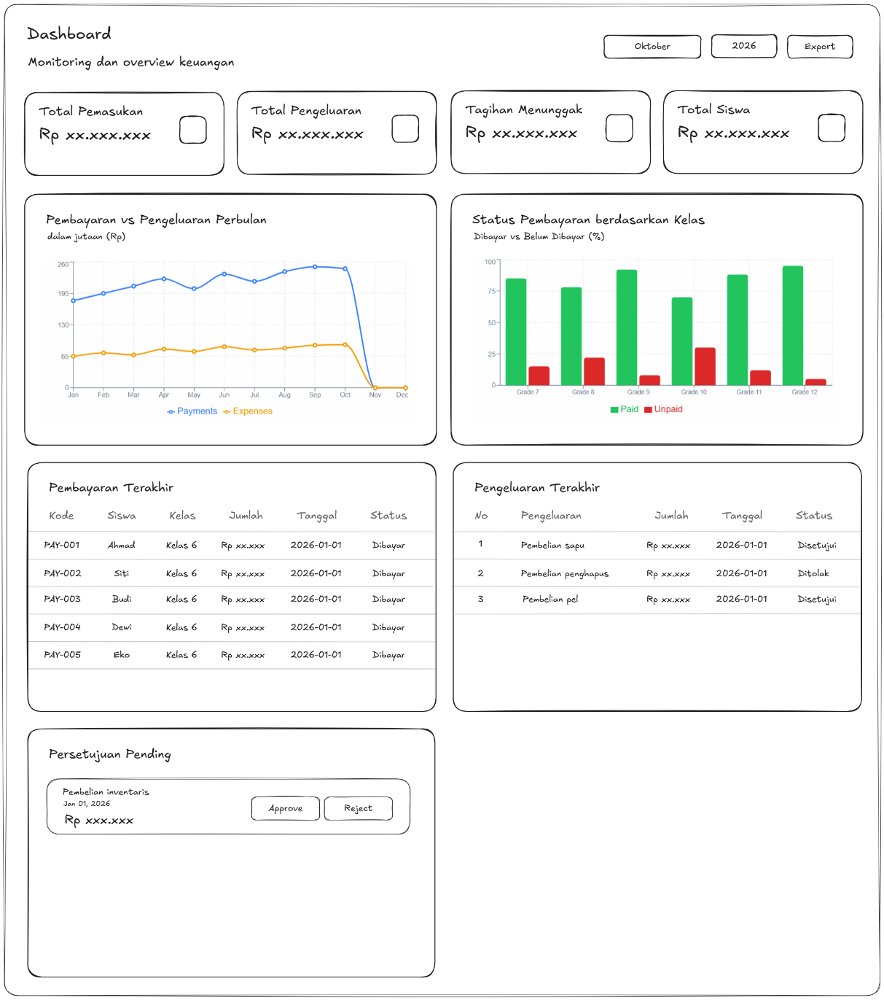 Dashboard
Monitoring dan overview keuangan
Oktober
2026
Export
Total Pemasukan
Rp xx.xxx.xxx
Total Pengeluaran
Rp xx.xxx.xxx
Tagihan Menunggak
Rp xx.xxx.xxx
Total Siswa
Rp xx.xxx.xxx
Pembayaran vs Pengeluaran Perbulan
dalam jutaan (Rp)
260
195
130
65
0
Jan Feb Mar Apr May Jun Jul Aug Sep Oct Nov Dec
Payments Expenses
Status Pembayaran berdasarkan Kelas
Dibayar vs Belum Dibayar (%)
100
75
50
25
0
Grade 7 Grade 8 Grade 9 Grade 10 Grade 11 Grade 12
Paid Unpaid
Pembayaran Terakhir
Kode Siswa Kelas Jumlah Tanggal Status
PAY-001 Ahmad Kelas 6 Rp xx.xxx 2026-01-01 Dibayar
PAY-002 Siti Kelas 6 Rp xx.xxx 2026-01-01 Dibayar
PAY-003 Budi Kelas 6 Rp xx.xxx 2026-01-01 Dibayar
PAY-004 Dewi Kelas 6 Rp xx.xxx 2026-01-01 Dibayar
PAY-005 Eko Kelas 6 Rp xx.xxx 2026-01-01 Dibayar
Pengeluaran Terakhir
No Pengeluaran Jumlah Tanggal Status
1 Pembelian sapu Rp xx.xxx 2026-01-01 Disetujui
2 Pembelian penghapus Rp xx.xxx 2026-01-01 Ditolak
3 Pembelian pel Rp xx.xxx 2026-01-01 Disetujui
Persetujuan Pending
Pembelian inventaris
Jan 01, 2026
Rp xxx.xxx
Approve
Reject